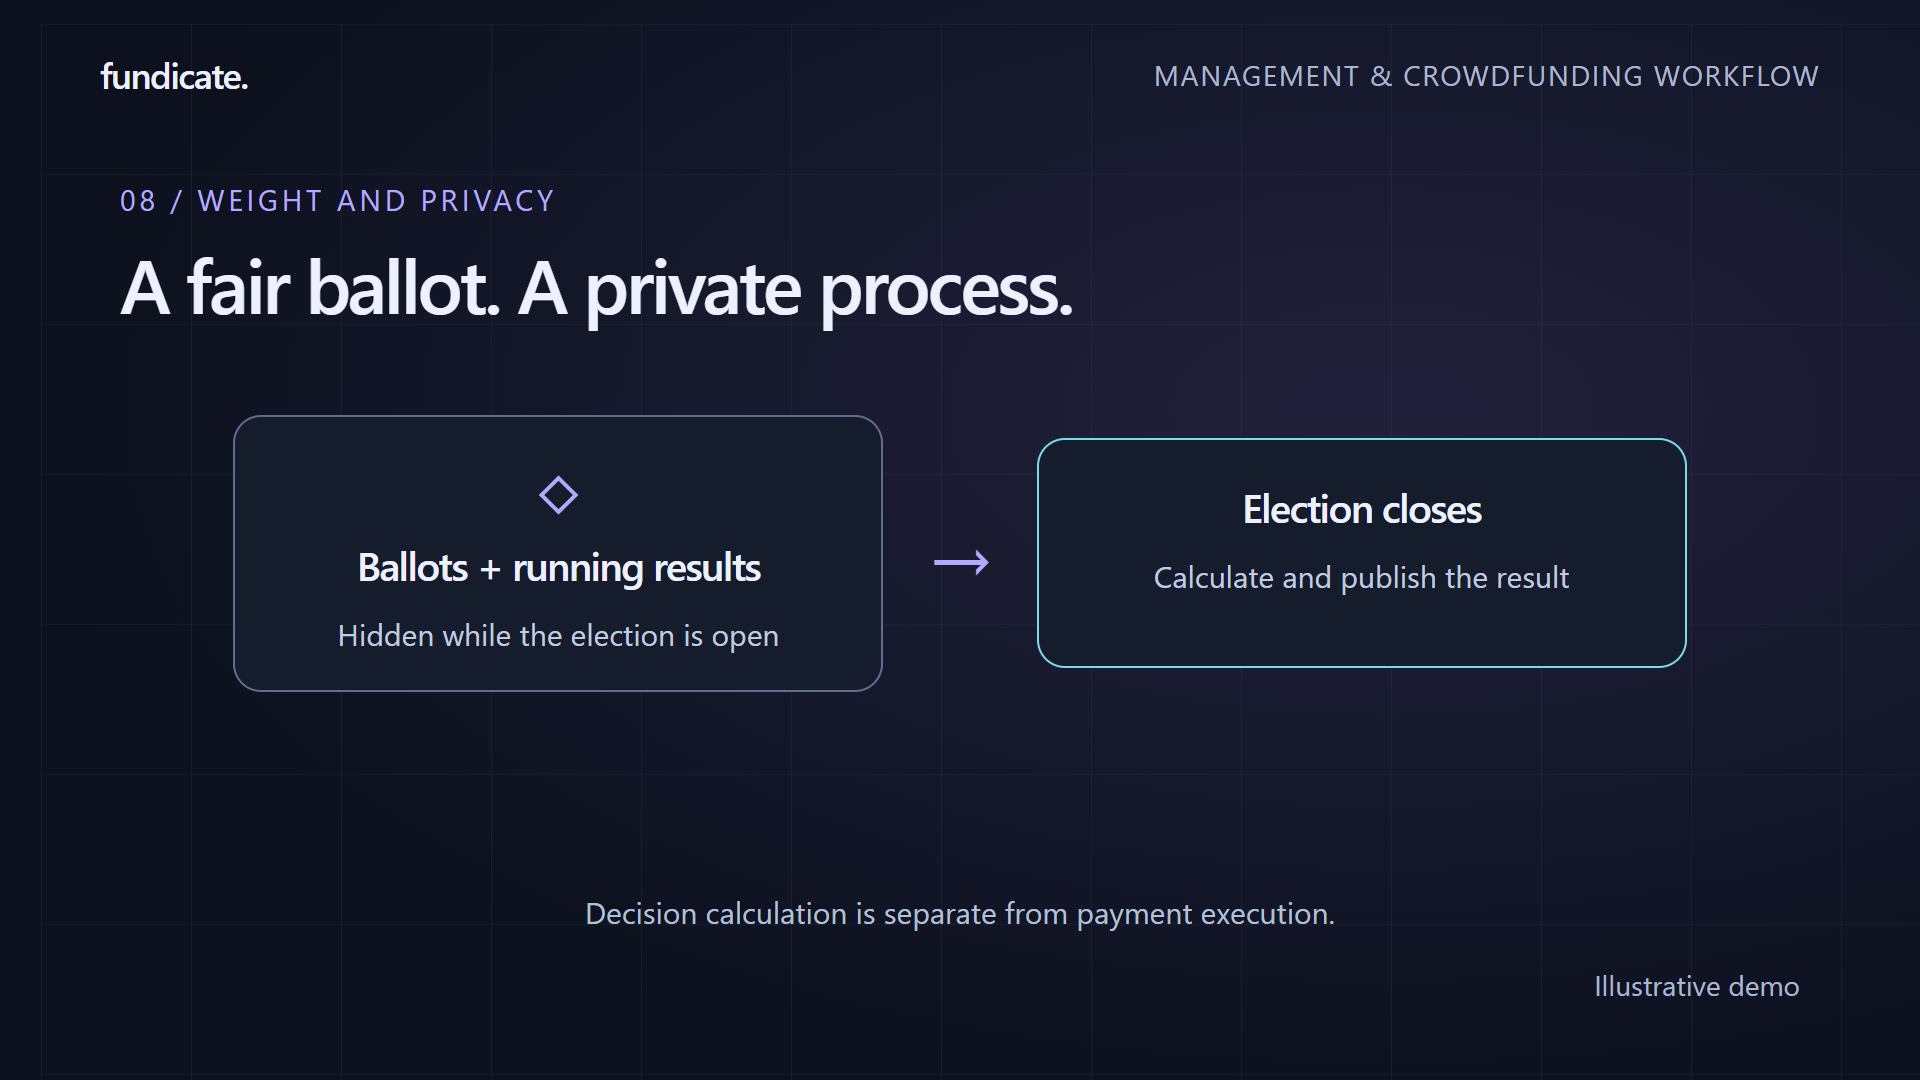 fundicate.
MANAGEMENT & CROWDFUNDING WORKFLOW
08 / WEIGHT AND PRIVACY
A fair ballot. A private process.
Ballots + running results
Hidden while the election is open
→
Election closes
Calculate and publish the result
Decision calculation is separate from payment execution.
Illustrative demo